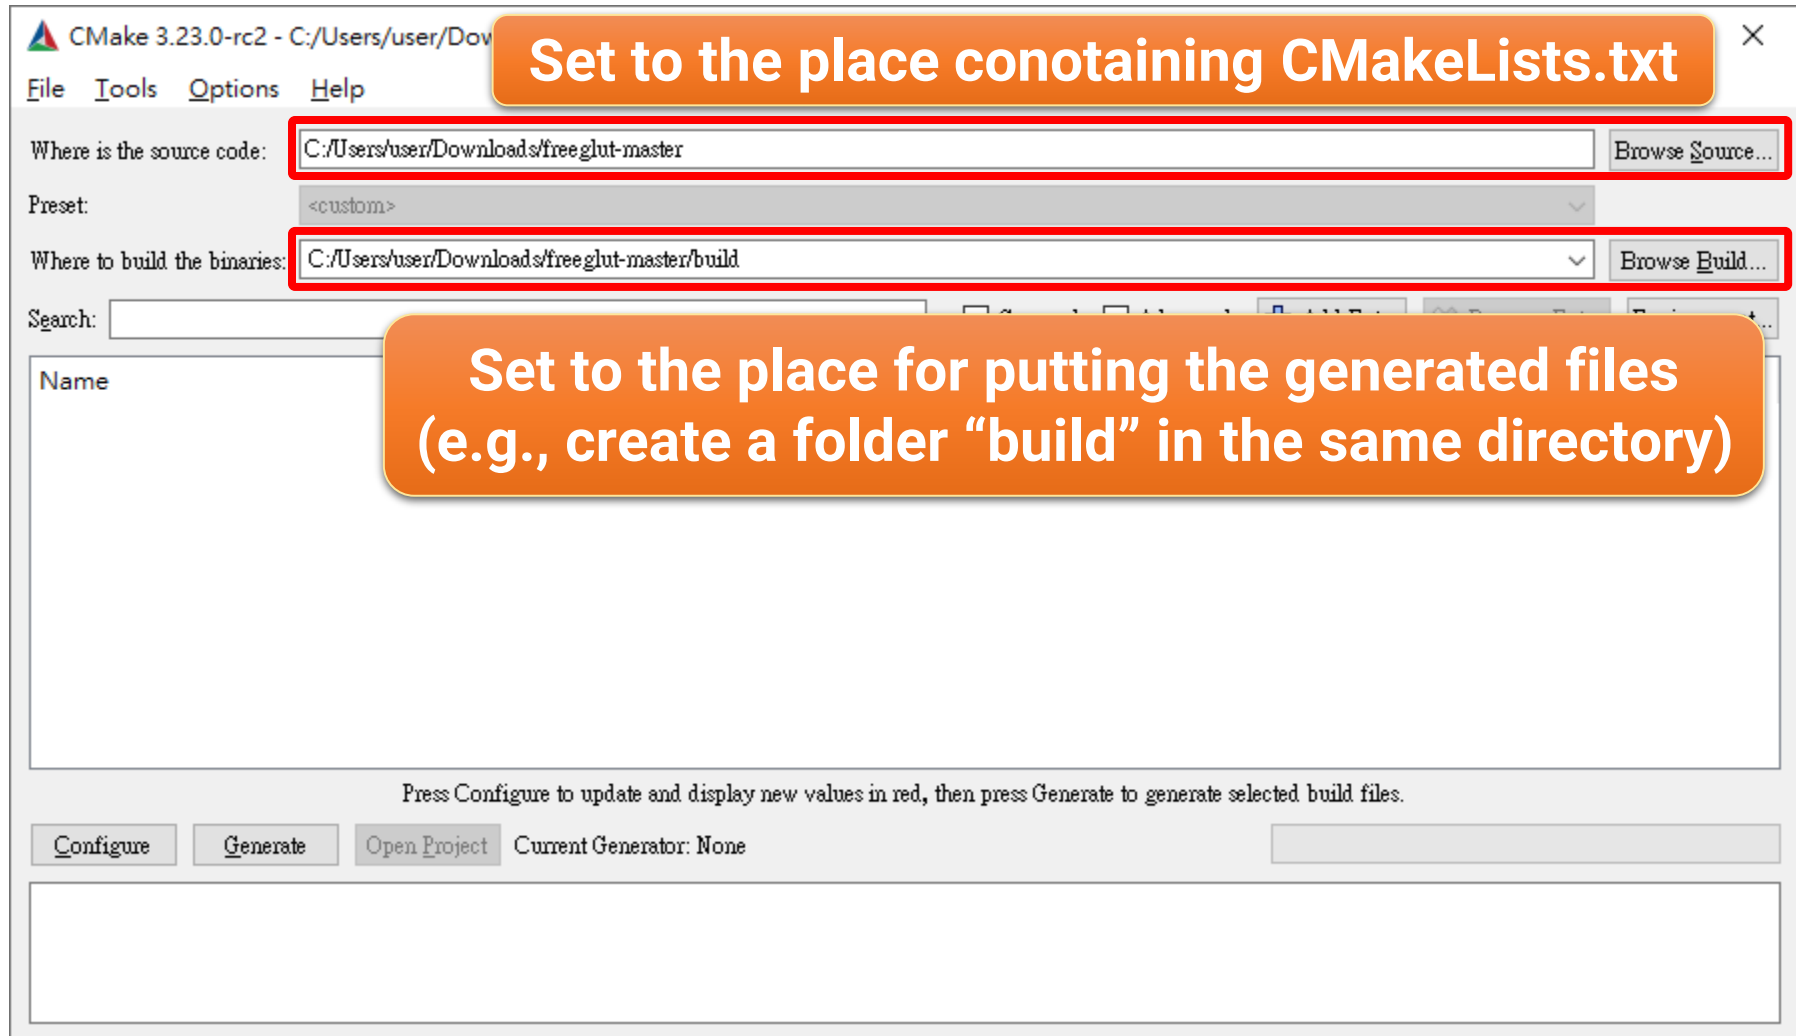 CMake 3.23.0-rc2 - C:/Users/user/Dow
Set to the place conotaining CMakeLists.txt
File Tools Options Help
Where is the source code: C:/Users/user/Downloads/freeglut-master Browse Source...
Preset: <custom>
Where to build the binaries: C:/Users/user/Downloads/freeglut-master/build Browse Build...
Search:
Set to the place for putting the generated files
(e.g., create a folder “build” in the same directory)
Name
Press Configure to update and display new values in red, then press Generate to generate selected build files.
Configure Generate Open Project Current Generator: None